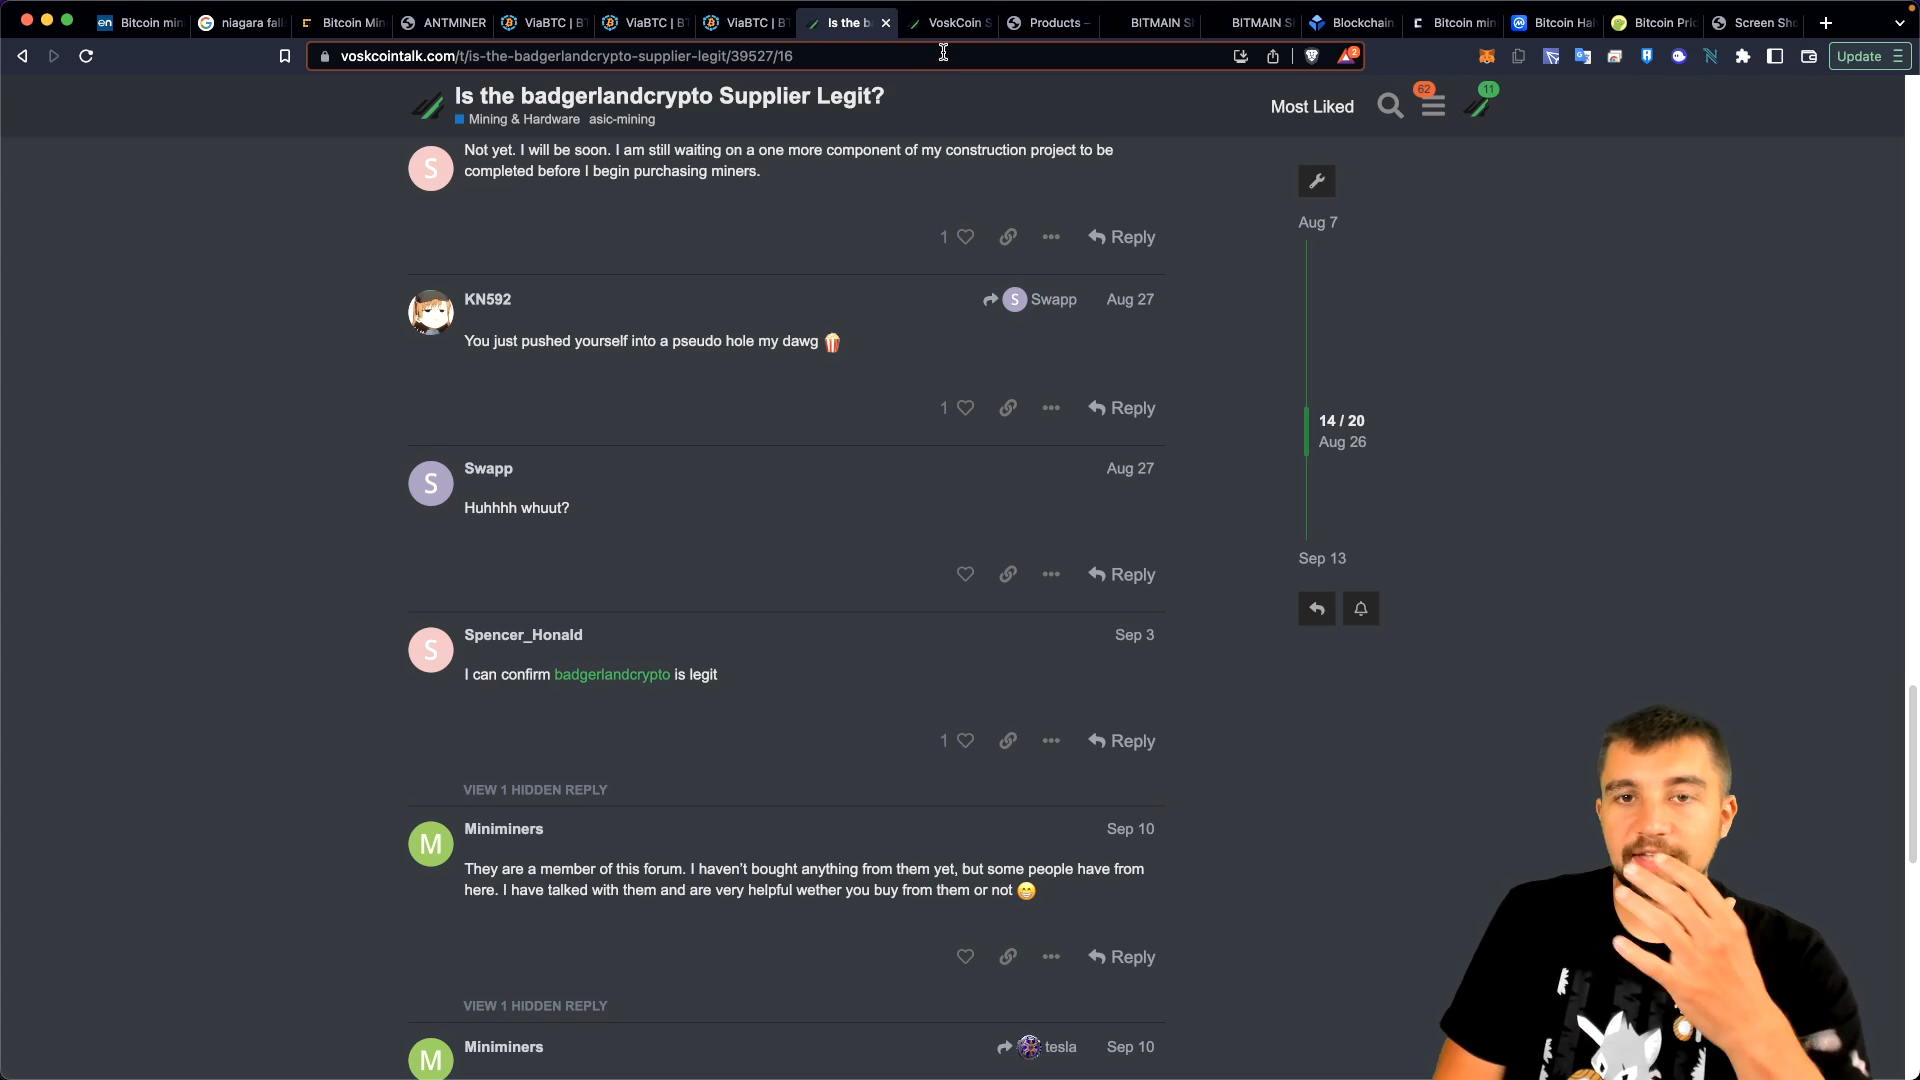 Bitcoin min
niagara fall
Bitcoin Min
ANTMINER
ViaBTC | BT
ViaBTC | BT
ViaBTC | BT
Is the b
VoskCoin S
Products –
BITMAIN S
BITMAIN S
Blockchain.
Bitcoin min
Bitcoin Hal
Bitcoin Pric
Screen Sho
voskcointalk.com/t/is-the-badgerlandcrypto-supplier-legit/39527/16
2
Update
Is the badgerlandcrypto Supplier Legit?
Mining & Hardware asic-mining
Most Liked
62
11
S
Not yet. I will be soon. I am still waiting on a one more component of my construction project to be
completed before I begin purchasing miners.
1
Reply
Aug 7
KN592
S Swapp Aug 27
You just pushed yourself into a pseudo hole my dawg 🍿
1
Reply
14 / 20
Aug 26
S
Swapp
Aug 27
Huhhhh whuut?
Reply
Sep 13
S
Spencer_Honald
Sep 3
I can confirm badgerlandcrypto is legit
1
Reply
VIEW 1 HIDDEN REPLY
M
Miniminers
Sep 10
They are a member of this forum. I haven't bought anything from them yet, but some people have from
here. I have talked with them and are very helpful wether you buy from them or not 😁
Reply
VIEW 1 HIDDEN REPLY
M
Miniminers
tesla Sep 10